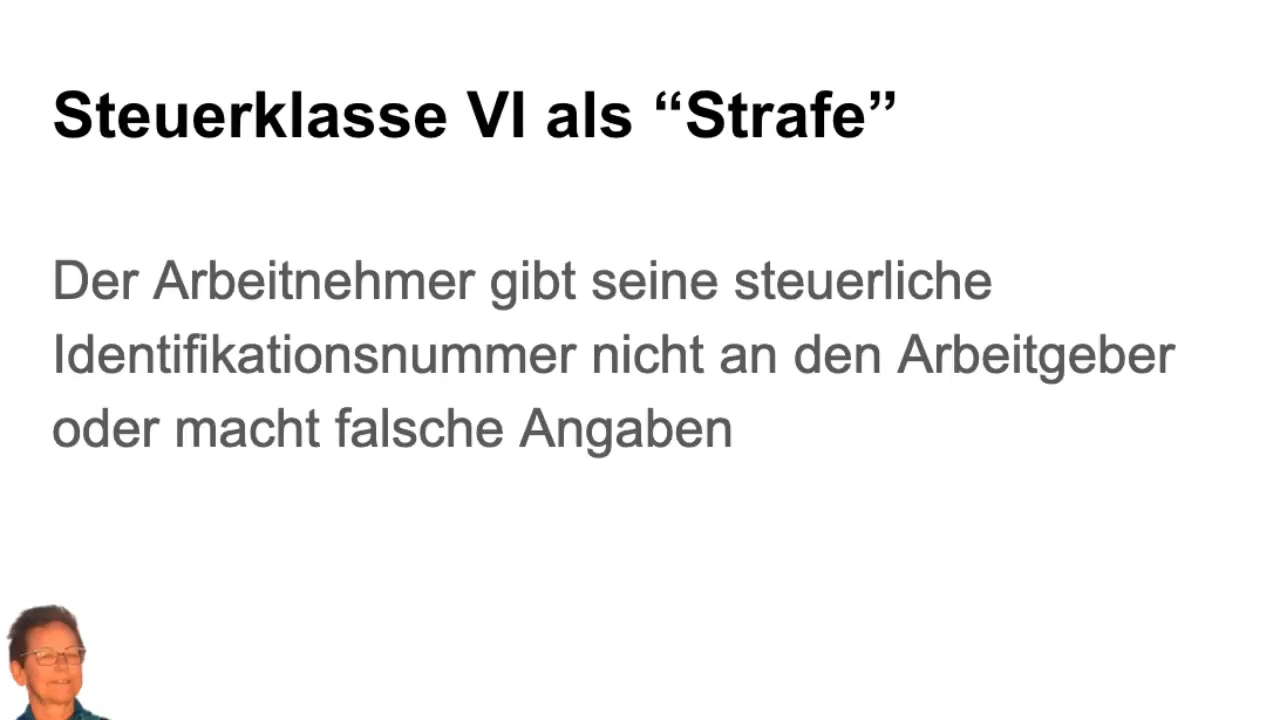 Steuerklasse VI als “Strafe”
Der Arbeitnehmer gibt seine steuerliche
Identifikationsnummer nicht an den Arbeitgeber
oder macht falsche Angaben